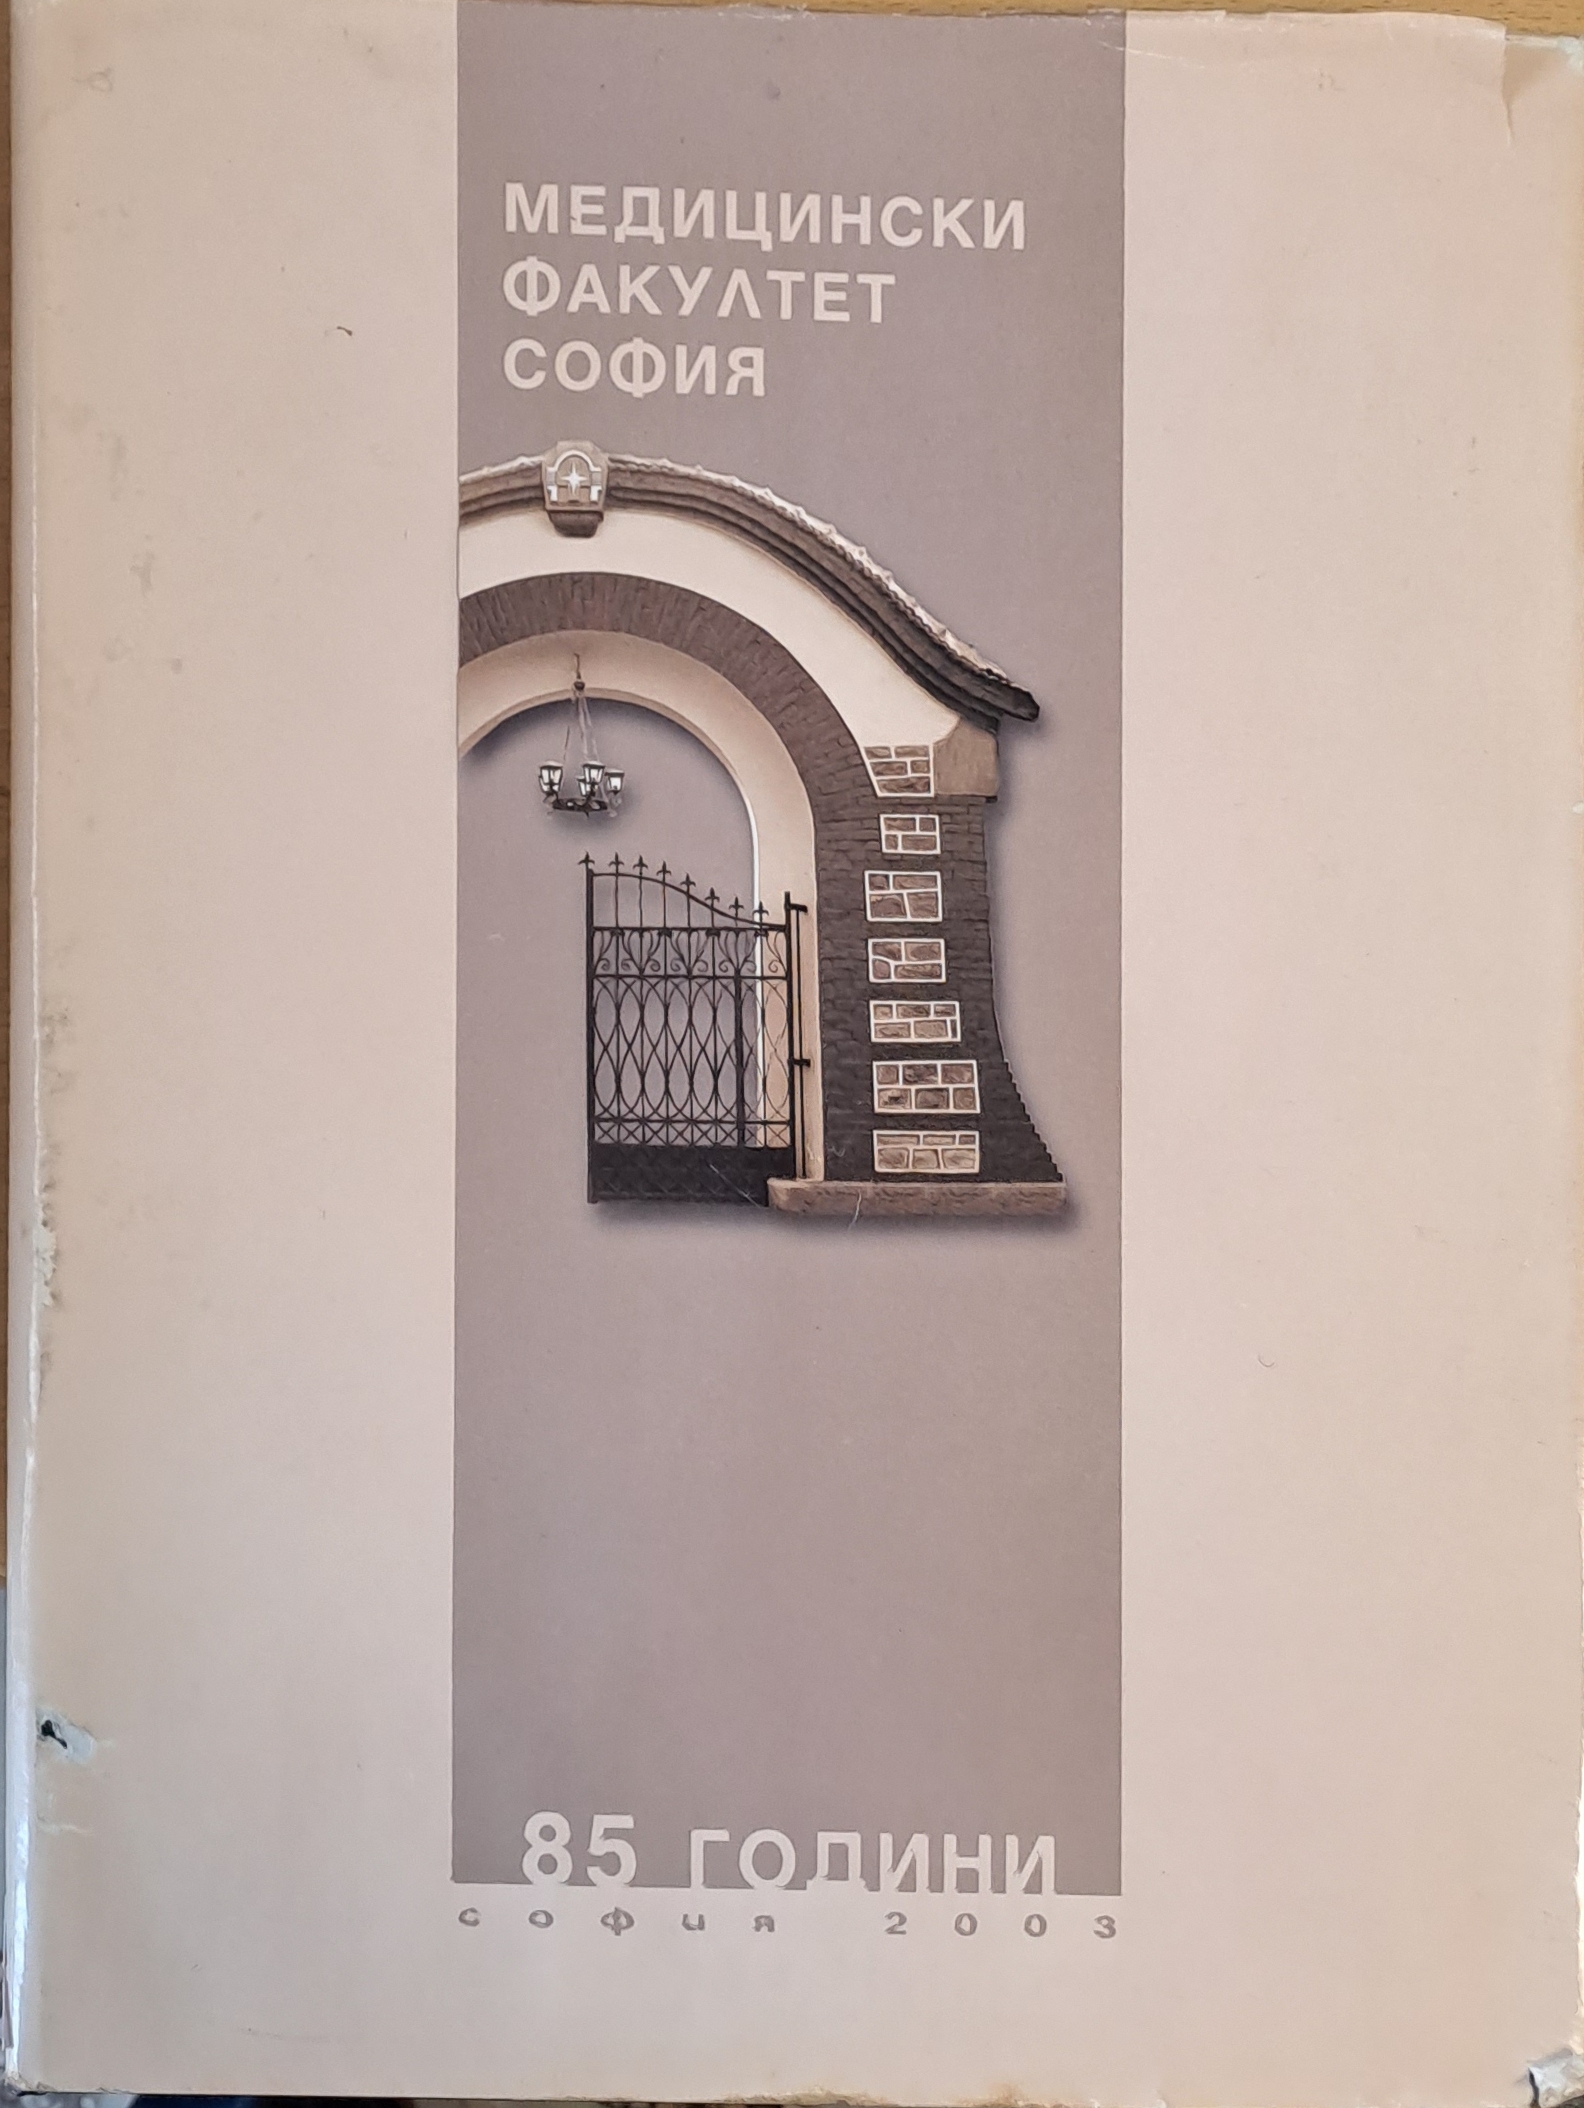 МЕДИЦИНСКИ
ФАКУЛТЕТ
СОФИЯ
85 ГОДИНИ
софия 2003